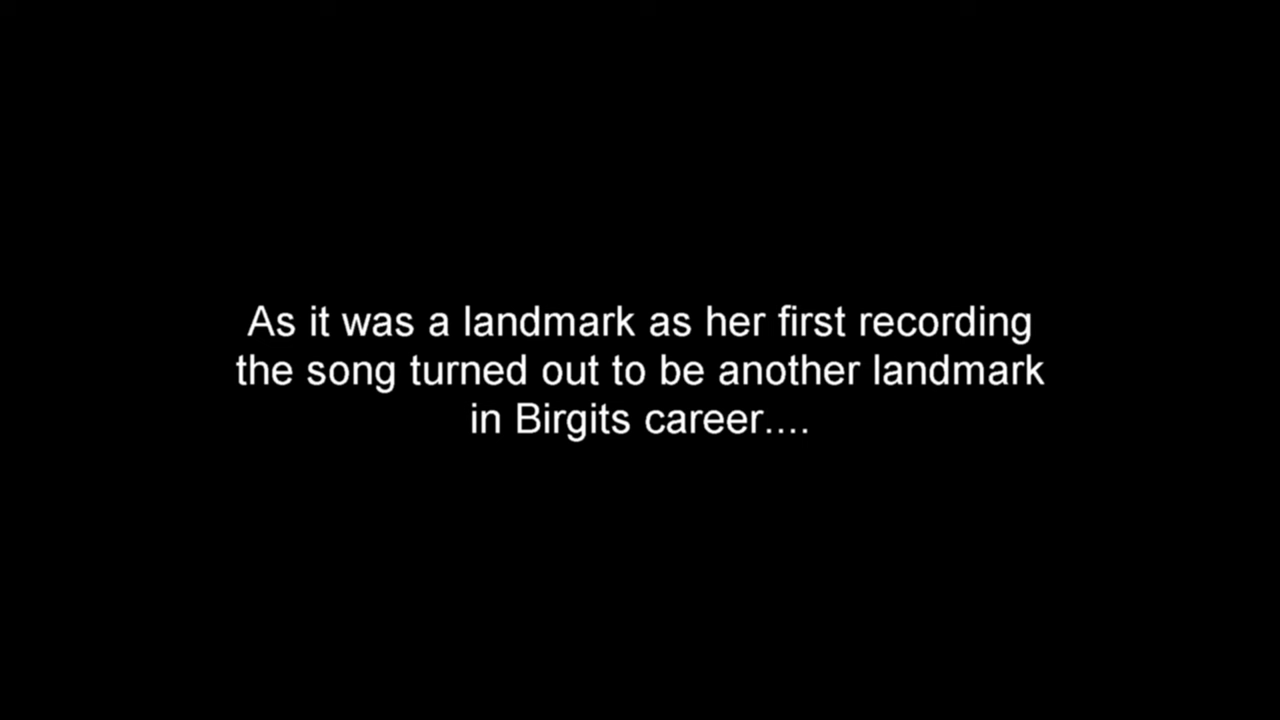 As it was a landmark as her first recording
the song turned out to be another landmark
in Birgits career....